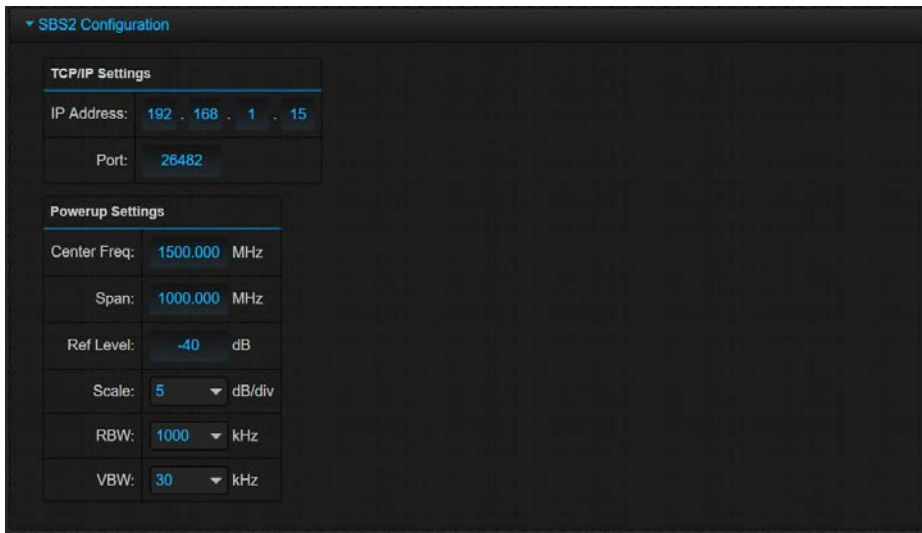 SBS2 Configuration
TCP/IP Settings
IP Address: 192 . 168 . 1 . 15
Port: 26482
Powerup Settings
Center Freq: 1500.000 MHz
Span: 1000.000 MHz
Ref Level: -40 dB
Scale: 5 dB/div
RBW: 1000 kHz
VBW: 30 kHz